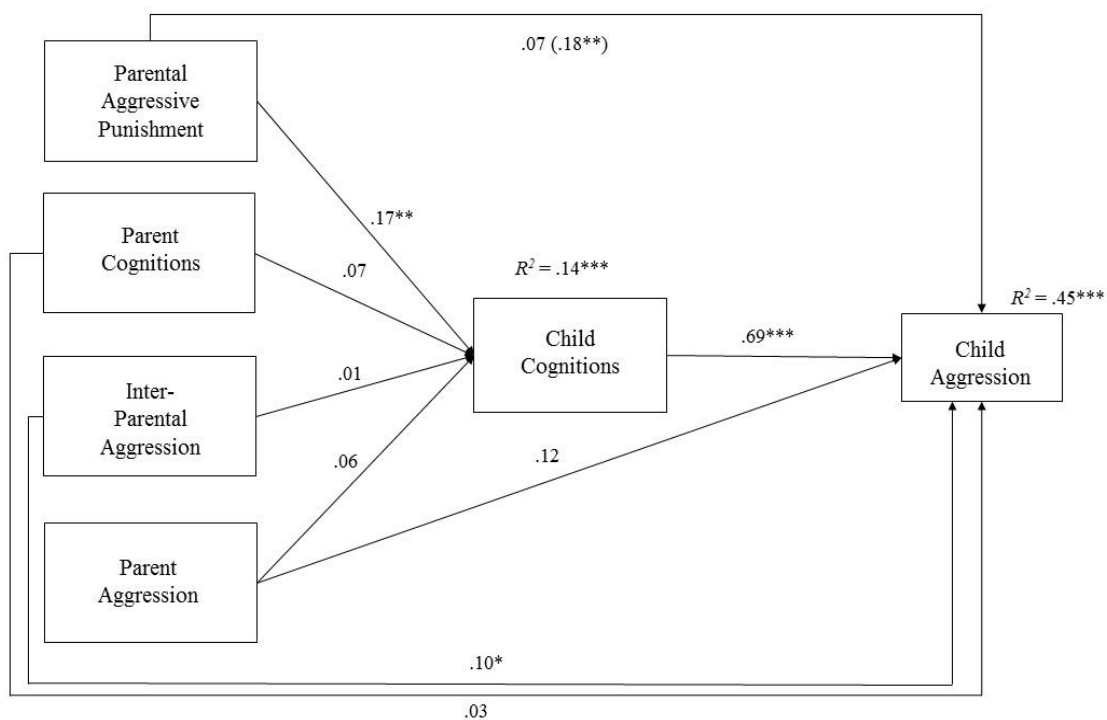 .07 (.18**)
Parental
Aggressive
Punishment
.17**
Parent
Cognitions
.07
R² = .14***
R² = .45***
Child
Cognitions
.69***
Child
Aggression
Inter-
Parental
Aggression
.01
.06
.12
Parent
Aggression
.10*
.03